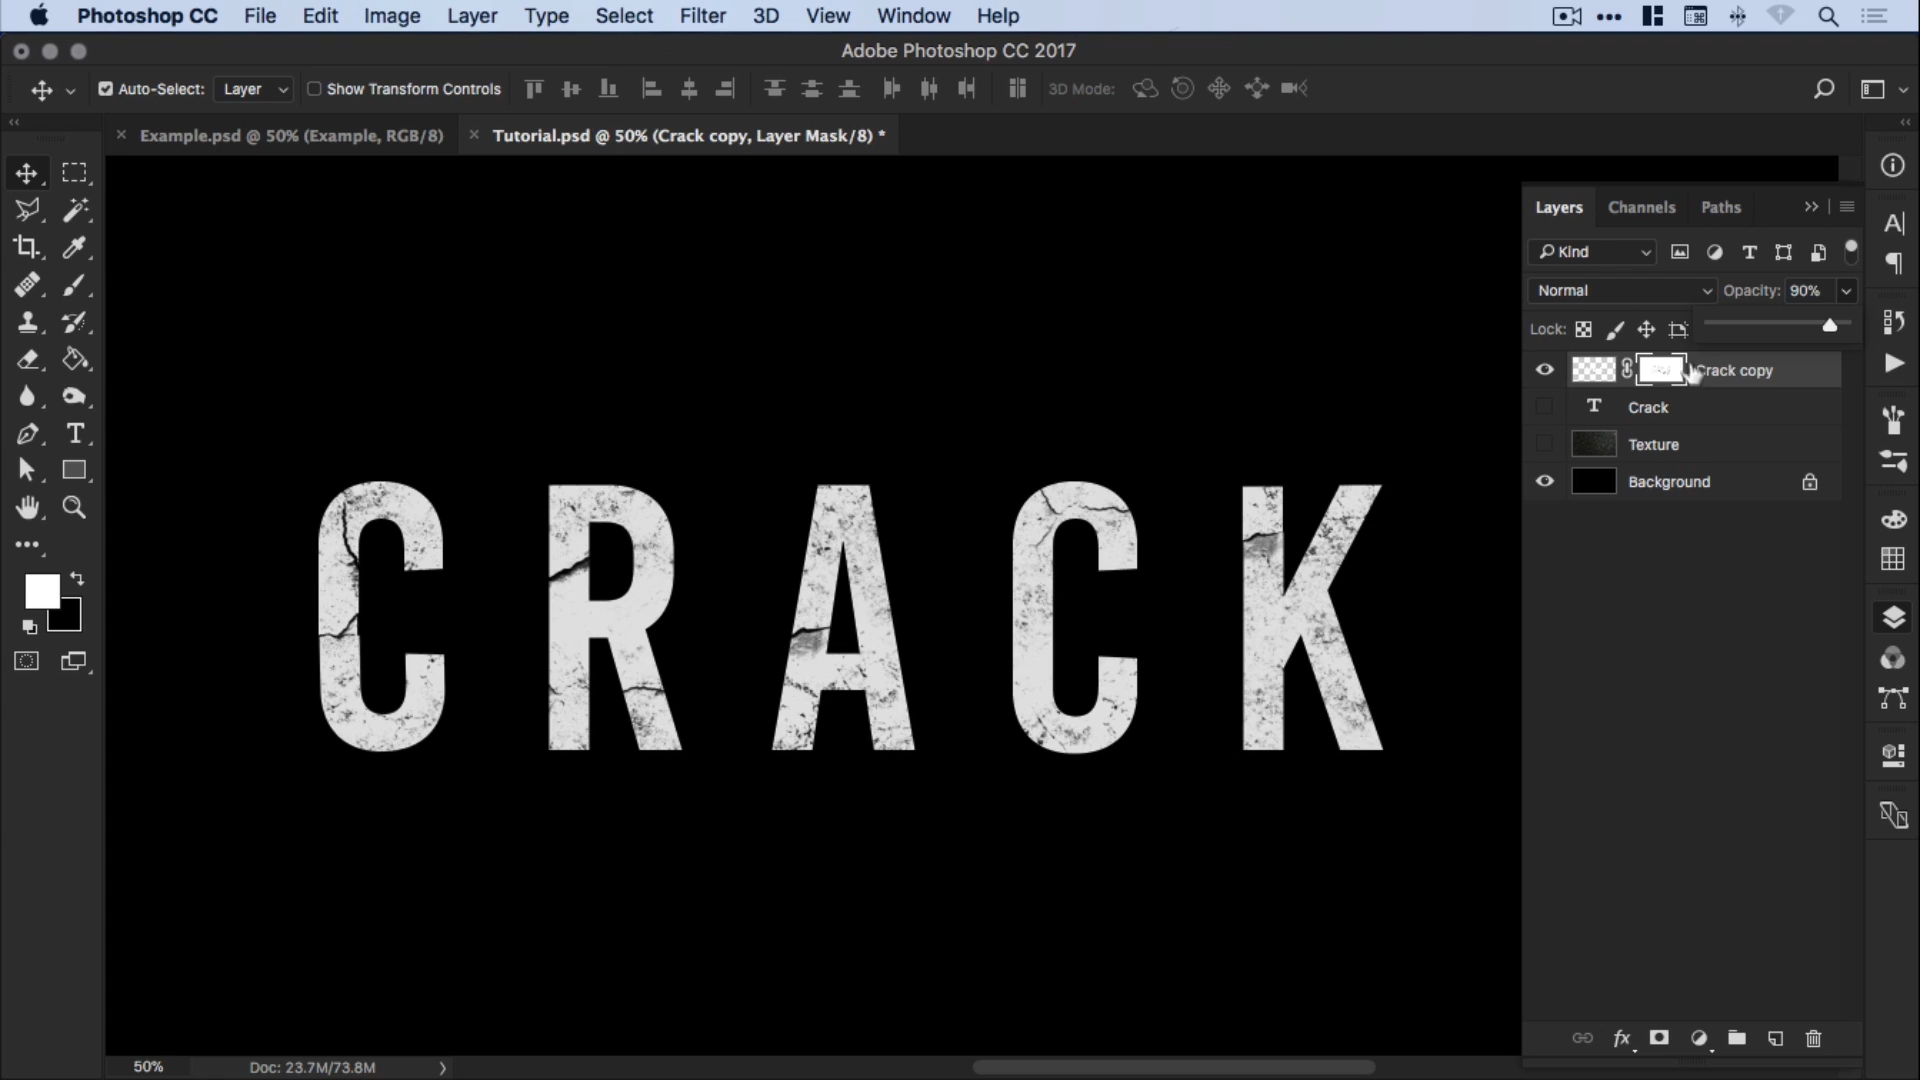 Photoshop CC File Edit Image Layer Type Select Filter 3D View Window Help
Adobe Photoshop CC 2017
Auto-Select: Layer Show Transform Controls 3D Mode:
Example.psd @ 50% (Example, RGB/8) Tutorial.psd @ 50% (Crack copy, Layer Mask/8) *
Layers Channels Paths
Kind
Normal Opacity: 90%
Lock:
Crack copy
Crack
Texture
Background
CRACK
50% Doc: 23.7M/73.8M